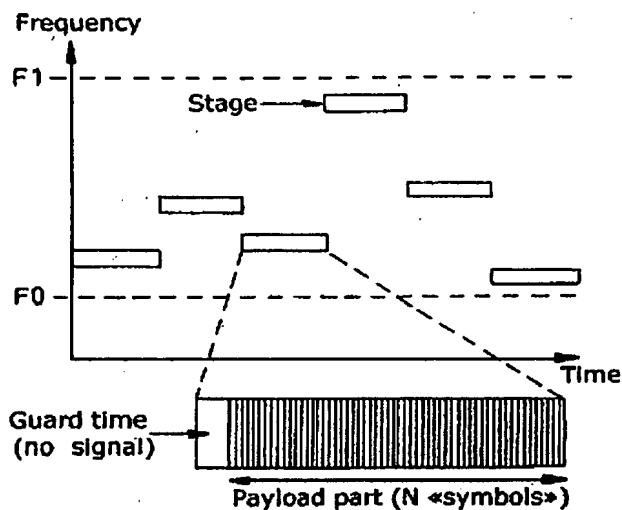 Frequency
F1
Stage
F0
Time
Guard time
(no signal)
Payload part (N «symbols»)